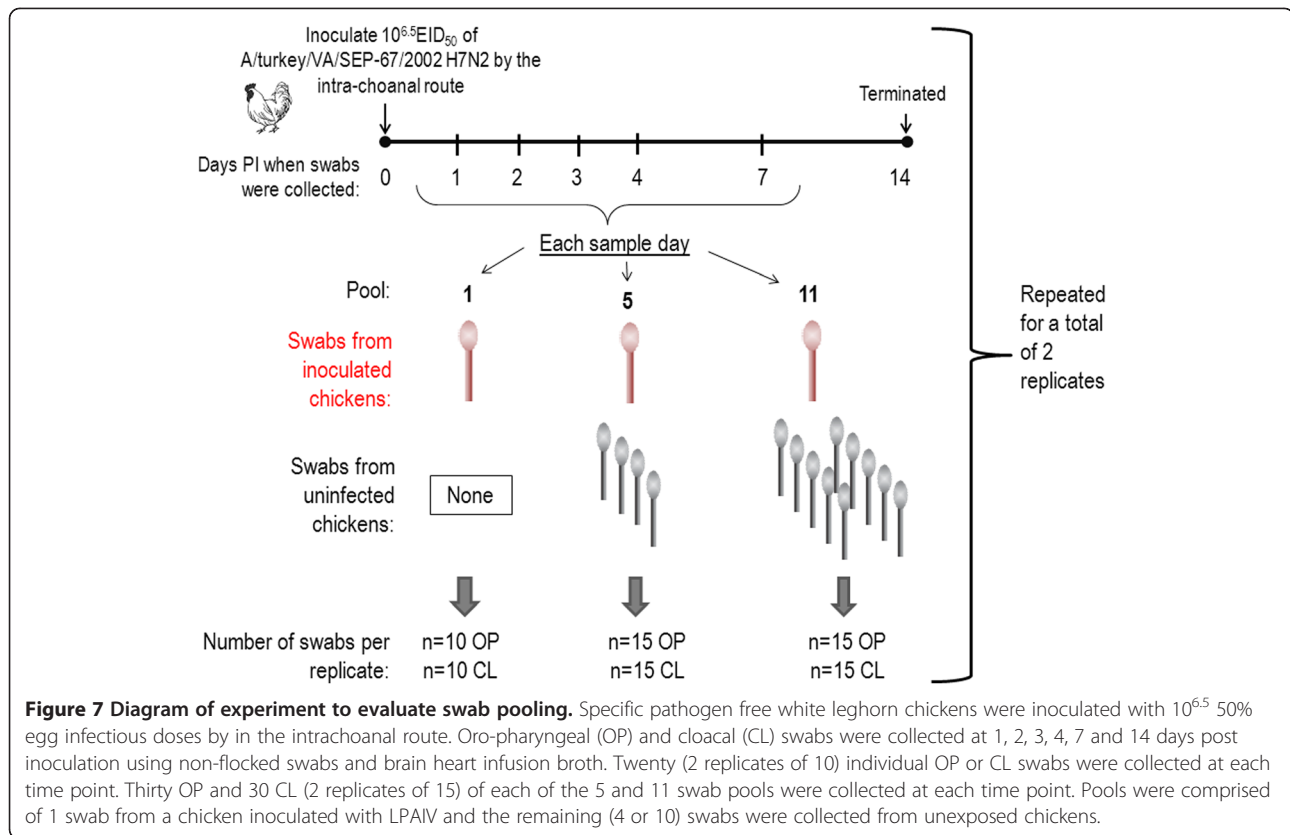 Inoculate 10^6.5EID_50 of
A/turkey/VA/SEP-67/2002 H7N2 by the
intra-choanal route
Terminated
Days PI when swabs
were collected:
0 1 2 3 4 7 14
Each sample day
Pool: 1 5 11
Swabs from
inoculated
chickens:
Repeated
for a total
of 2
replicates
Swabs from
uninfected
chickens:
None
Number of swabs per
replicate:
n=10 OP n=15 OP n=15 OP
n=10 CL n=15 CL n=15 CL
Figure 7 Diagram of experiment to evaluate swab pooling. Specific pathogen free white leghorn chickens were inoculated with 10^6.5 50%
egg infectious doses by in the intrachoanal route. Oro-pharyngeal (OP) and cloacal (CL) swabs were collected at 1, 2, 3, 4, 7 and 14 days post
inoculation using non-flocked swabs and brain heart infusion broth. Twenty (2 replicates of 10) individual OP or CL swabs were collected at each
time point. Thirty OP and 30 CL (2 replicates of 15) of each of the 5 and 11 swab pools were collected at each time point. Pools were comprised
of 1 swab from a chicken inoculated with LPAIV and the remaining (4 or 10) swabs were collected from unexposed chickens.